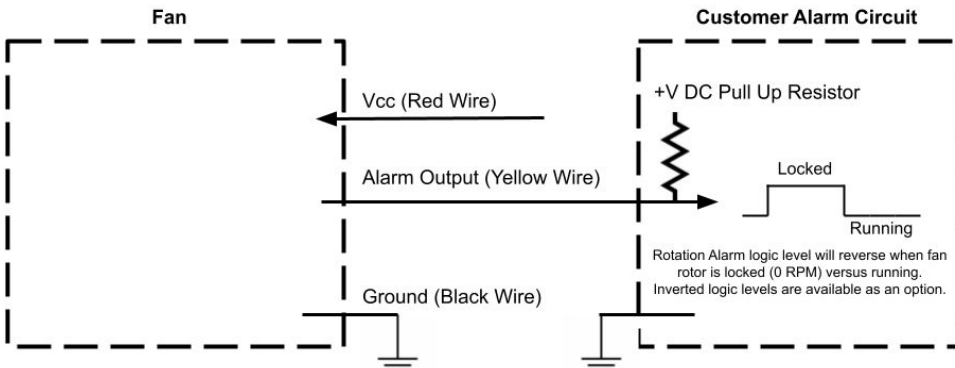 Fan
Customer Alarm Circuit
Vcc (Red Wire)
+V DC Pull Up Resistor
Alarm Output (Yellow Wire)
Locked
Running
Rotation Alarm logic level will reverse when fan
rotor is locked (0 RPM) versus running.
Inverted logic levels are available as an option.
Ground (Black Wire)